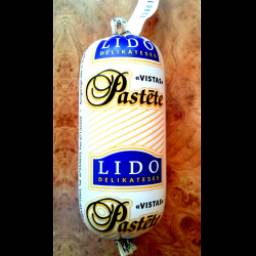 LIDO
DELIKATESES
«VISTAS»
Pastēte
LIDO
DELIKATESES
«VISTAS»
Pastēte